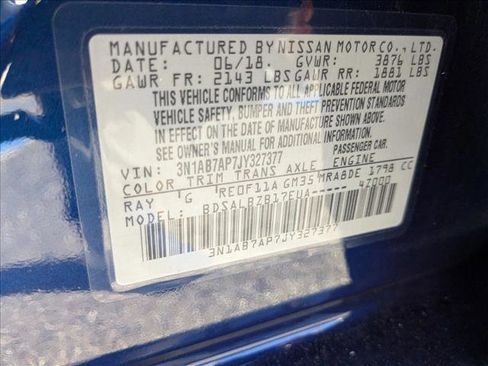 MANUFACTURED BY NISSAN MOTOR CO., LTD.
DATE: 06/18 GVWR: 3876 LBS
GAWR FR: 2143 LBS GAWR RR: 1881 LBS
THIS VEHICLE CONFORMS TO ALL APPLICABLE FEDERAL MOTOR
VEHICLE SAFETY, BUMPER AND THEFT PREVENTION STANDARDS
IN EFFECT ON THE DATE OF MANUFACTURE SHOWN ABOVE.
SEE OWNER'S MANUAL FOR ADDITIONAL INFORMATION.
VIN: 3N1AB7AP7JY327377 PASSENGER CAR.
COLOR TRIM TRANS AXLE ENGINE
RAY G RE0F11A GM35 MRA8DE 1798 CC
MODEL: BDSALBZB17EUA----- 4Z000
3N1AB7AP7JY327377